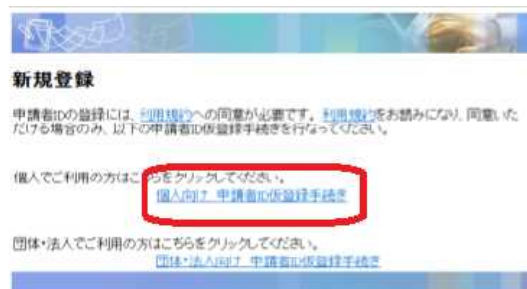 新規登録
申請者IDの登録には、利用規約への同意が必要です。利用規約をお読みになり、同意いた
だける場合のみ、以下の申請者ID仮登録手続きを行なってください。
個人でご利用の方はこちらをクリックしてください。
個人向け 申請者ID仮登録手続き
団体・法人でご利用の方はこちらをクリックしてください。
団体・法人向け 申請者ID仮登録手続き